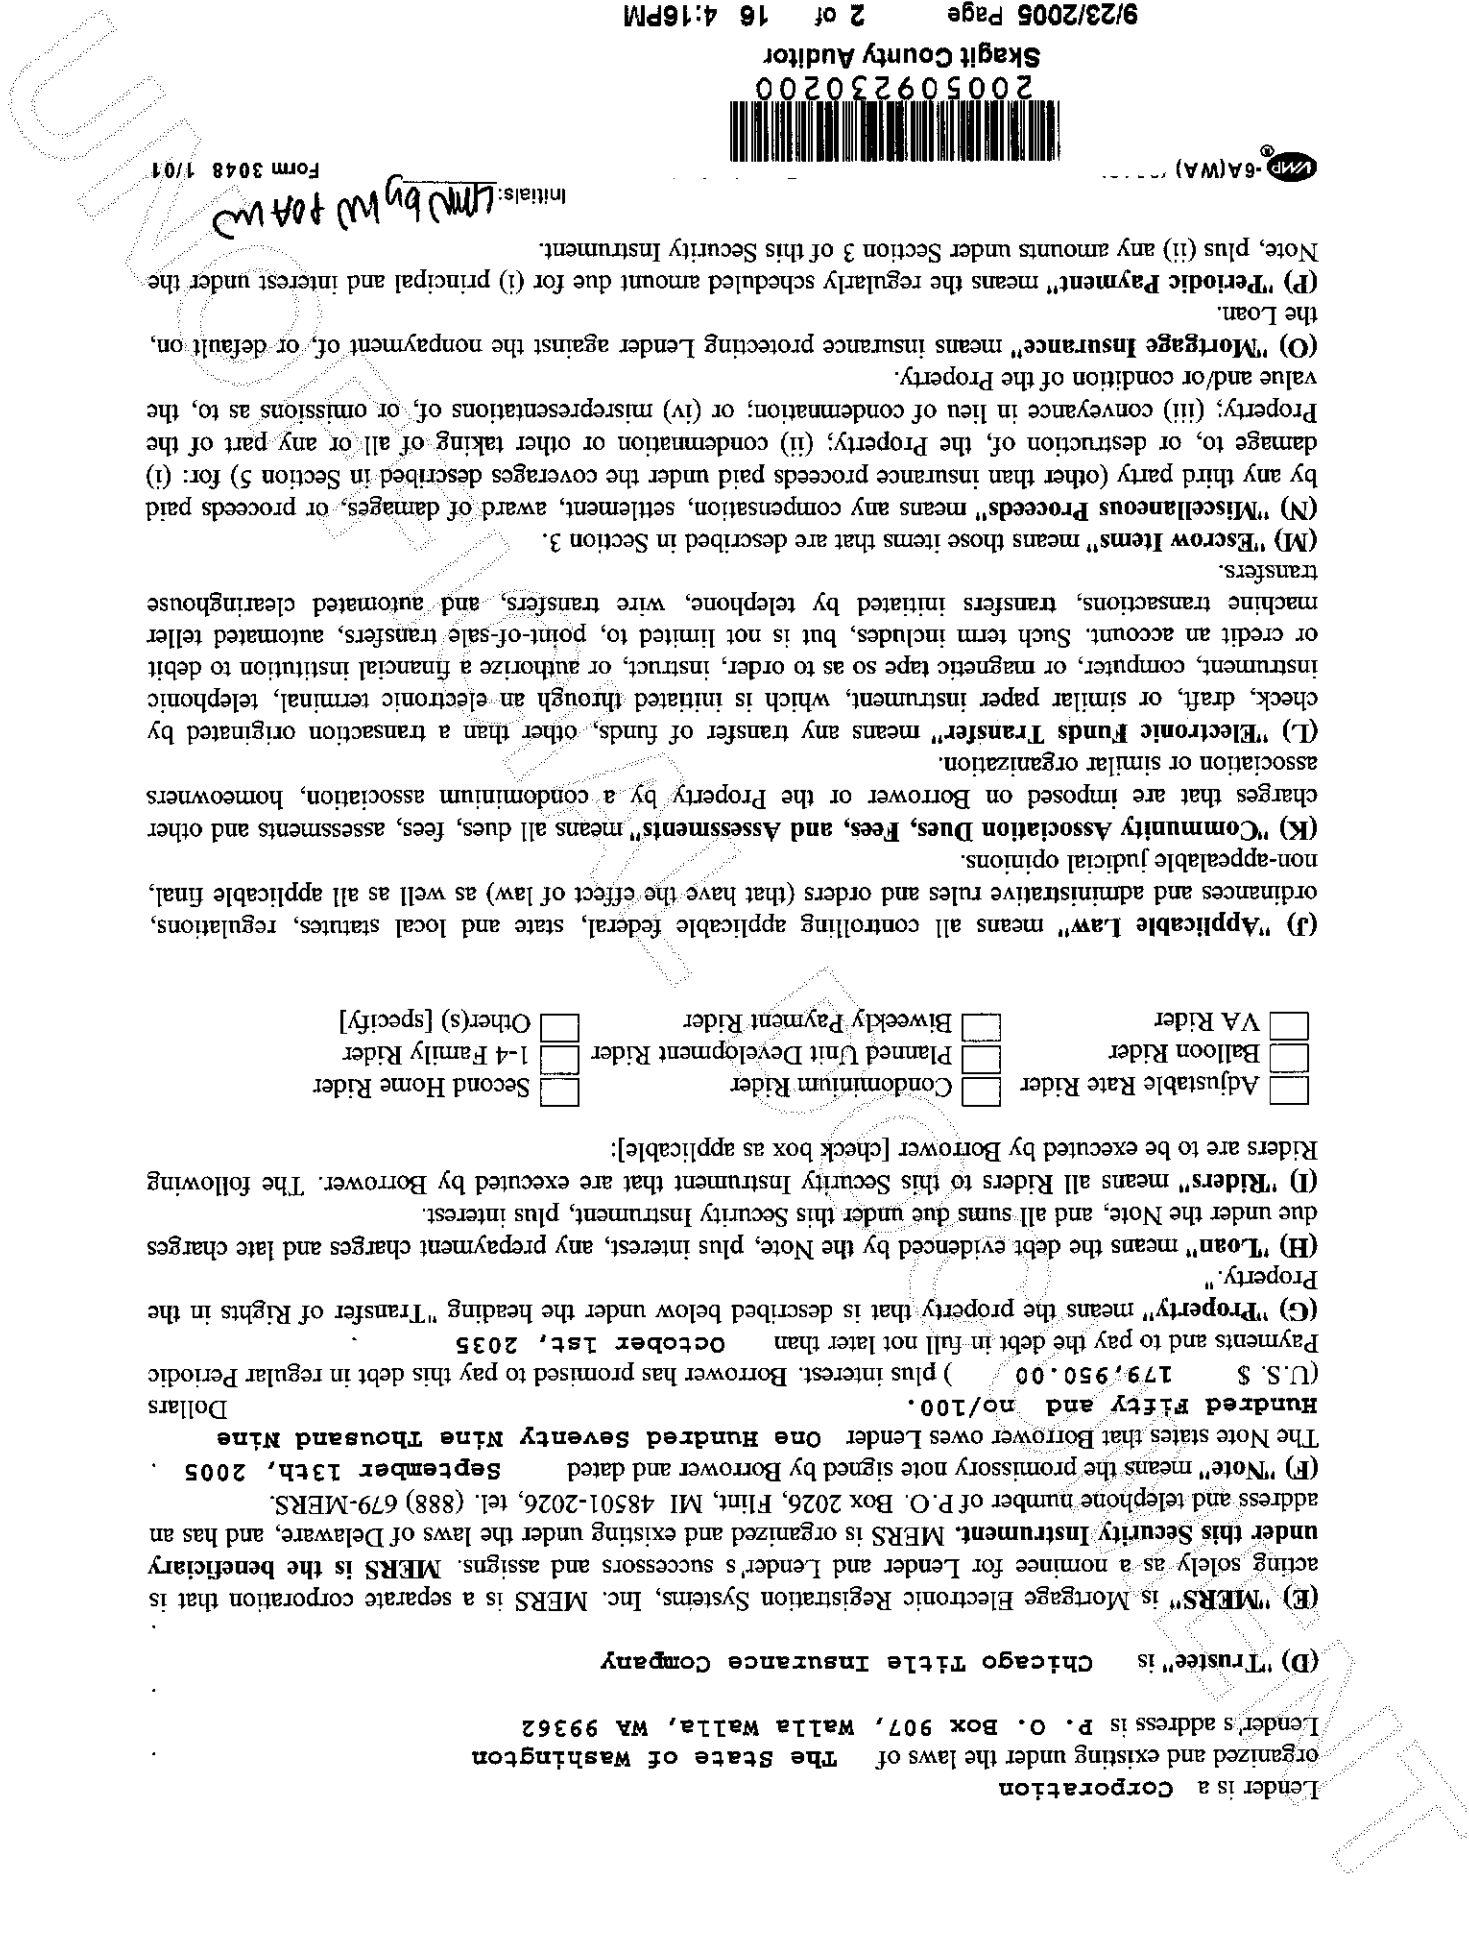 Lender is a Corporation
organized and existing under the laws of The State of Washington .
Lender's address is P. O. Box 907, Walla Walla, WA 99362
.
(D) "Trustee" is Chicago Title Insurance Company
.
(E) "MERS" is Mortgage Electronic Registration Systems, Inc. MERS is a separate corporation that is
acting solely as a nominee for Lender and Lender's successors and assigns. MERS is the beneficiary
under this Security Instrument. MERS is organized and existing under the laws of Delaware, and has an
address and telephone number of P.O. Box 2026, Flint, MI 48501-2026, tel. (888) 679-MERS.
(F) "Note" means the promissory note signed by Borrower and dated September 13th, 2005 .
The Note states that Borrower owes Lender One Hundred Seventy Nine Thousand Nine
Hundred Fifty and no/100. Dollars
(U.S. $ 179,950.00 ) plus interest. Borrower has promised to pay this debt in regular Periodic
Payments and to pay the debt in full not later than October 1st, 2035 .
(G) "Property" means the property that is described below under the heading "Transfer of Rights in the
Property."
(H) "Loan" means the debt evidenced by the Note, plus interest, any prepayment charges and late charges
due under the Note, and all sums due under this Security Instrument, plus interest.
(I) "Riders" means all Riders to this Security Instrument that are executed by Borrower. The following
Riders are to be executed by Borrower [check box as applicable]:
Adjustable Rate Rider Condominium Rider Second Home Rider
Balloon Rider Planned Unit Development Rider 1-4 Family Rider
VA Rider Biweekly Payment Rider Other(s) [specify]
(J) "Applicable Law" means all controlling applicable federal, state and local statutes, regulations,
ordinances and administrative rules and orders (that have the effect of law) as well as all applicable final,
non-appealable judicial opinions.
(K) "Community Association Dues, Fees, and Assessments" means all dues, fees, assessments and other
charges that are imposed on Borrower or the Property by a condominium association, homeowners
association or similar organization.
(L) "Electronic Funds Transfer" means any transfer of funds, other than a transaction originated by
check, draft, or similar paper instrument, which is initiated through an electronic terminal, telephonic
instrument, computer, or magnetic tape so as to order, instruct, or authorize a financial institution to debit
or credit an account. Such term includes, but is not limited to, point-of-sale transfers, automated teller
machine transactions, transfers initiated by telephone, wire transfers, and automated clearinghouse
transfers.
(M) "Escrow Items" means those items that are described in Section 3.
(N) "Miscellaneous Proceeds" means any compensation, settlement, award of damages, or proceeds paid
by any third party (other than insurance proceeds paid under the coverages described in Section 5) for: (i)
damage to, or destruction of, the Property; (ii) condemnation or other taking of all or any part of the
Property; (iii) conveyance in lieu of condemnation; or (iv) misrepresentations of, or omissions as to, the
value and/or condition of the Property.
(O) "Mortgage Insurance" means insurance protecting Lender against the nonpayment of, or default on,
the Loan.
(P) "Periodic Payment" means the regularly scheduled amount due for (i) principal and interest under the
Note, plus (ii) any amounts under Section 3 of this Security Instrument.
Initials:
VMP ® -6A(WA) Form 3048 1/01
200509230200
Skagit County Auditor
9/23/2005 Page 2 of 16 4:16PM
UNOFFICIAL DOCUMENT